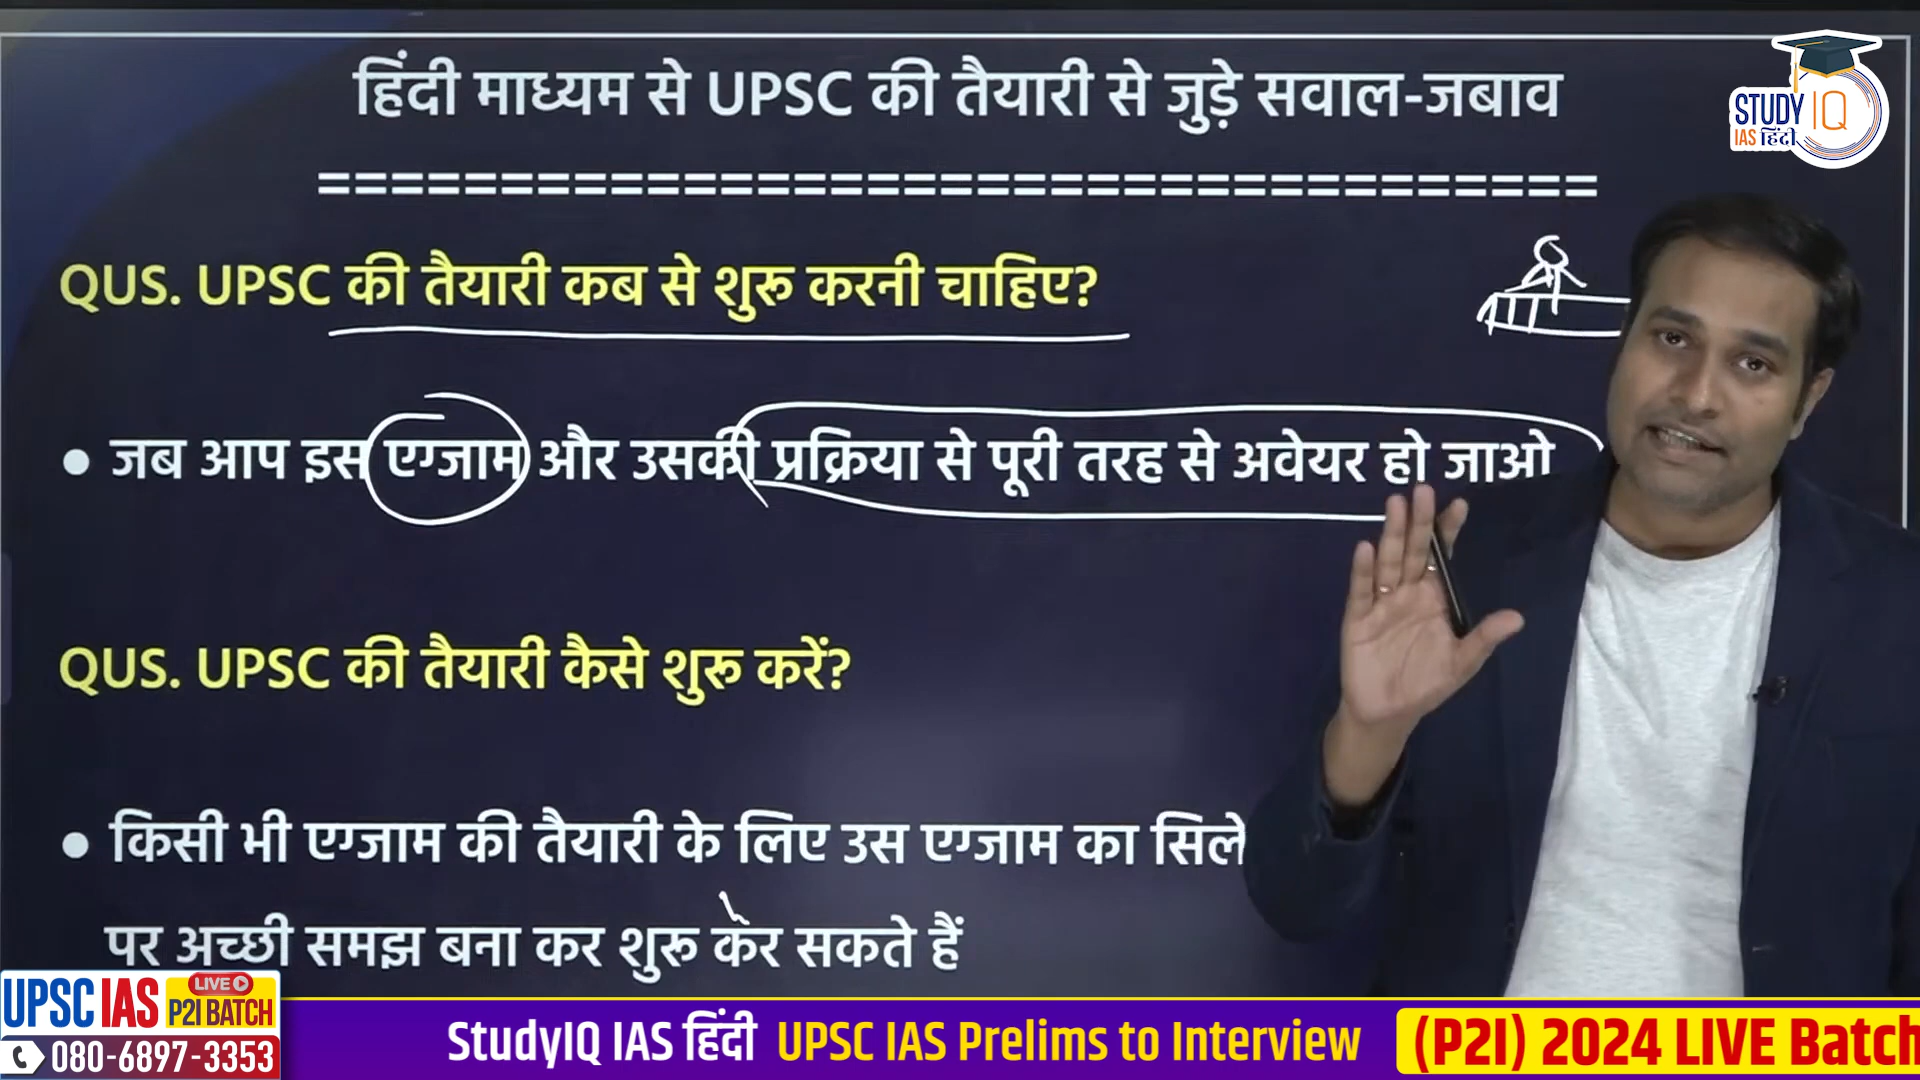 हिंदी माध्यम से UPSC की तैयारी से जुड़े सवाल-जबाव
===================================
STUDY IQ
IAS हिंदी
QUS. UPSC की तैयारी कब से शुरू करनी चाहिए?
• जब आप इस एग्जाम और उसकी प्रक्रिया से पूरी तरह से अवेयर हो जाओ
QUS. UPSC की तैयारी कैसे शुरू करें?
• किसी भी एग्जाम की तैयारी के लिए उस एग्जाम का सिले
पर अच्छी समझ बना कर शुरू कर सकते हैं
LIVE
UPSC IAS P2I BATCH
080-6897-3353
StudyIQ IAS हिंदी UPSC IAS Prelims to Interview (P2I) 2024 LIVE Batch